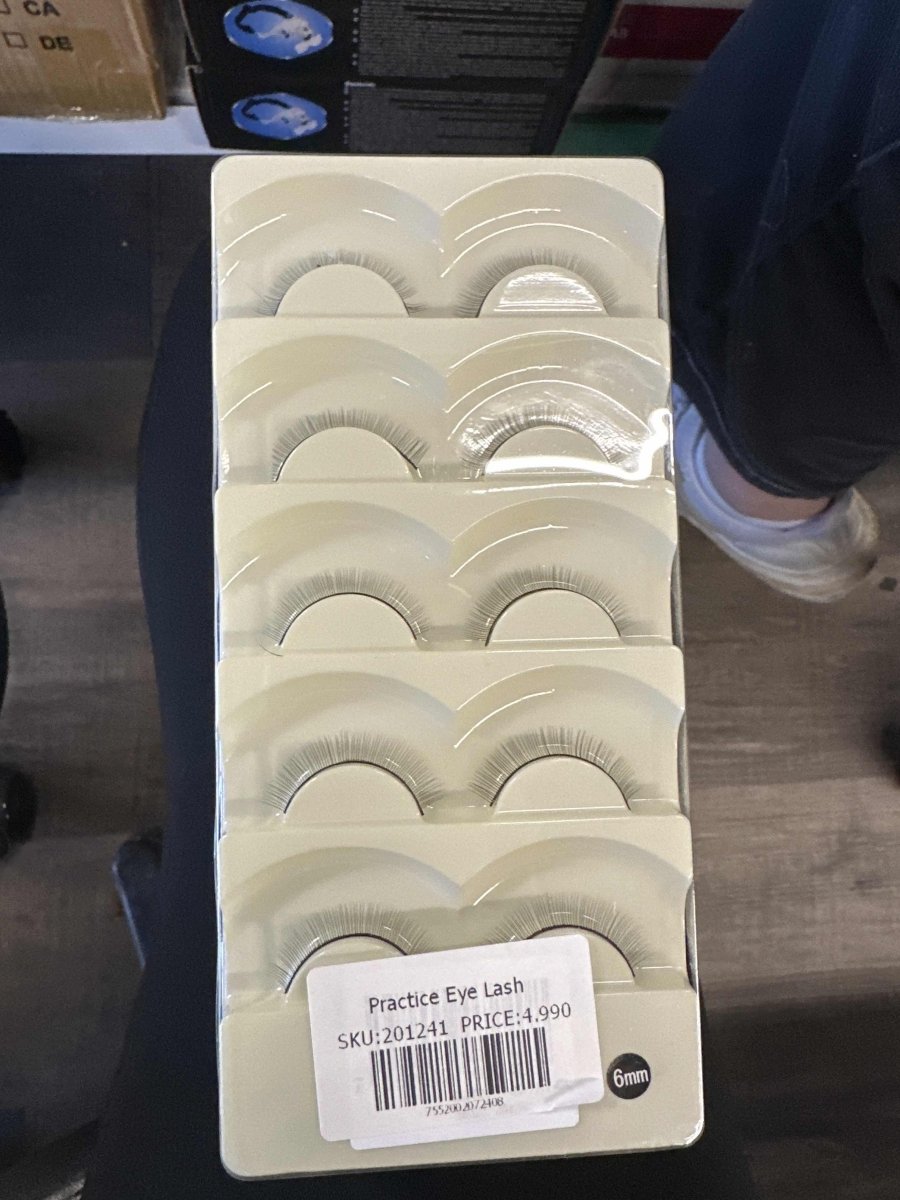 CA
DE
Practice Eye Lash
SKU:201241 PRICE:4.990
7552002072408
6mm